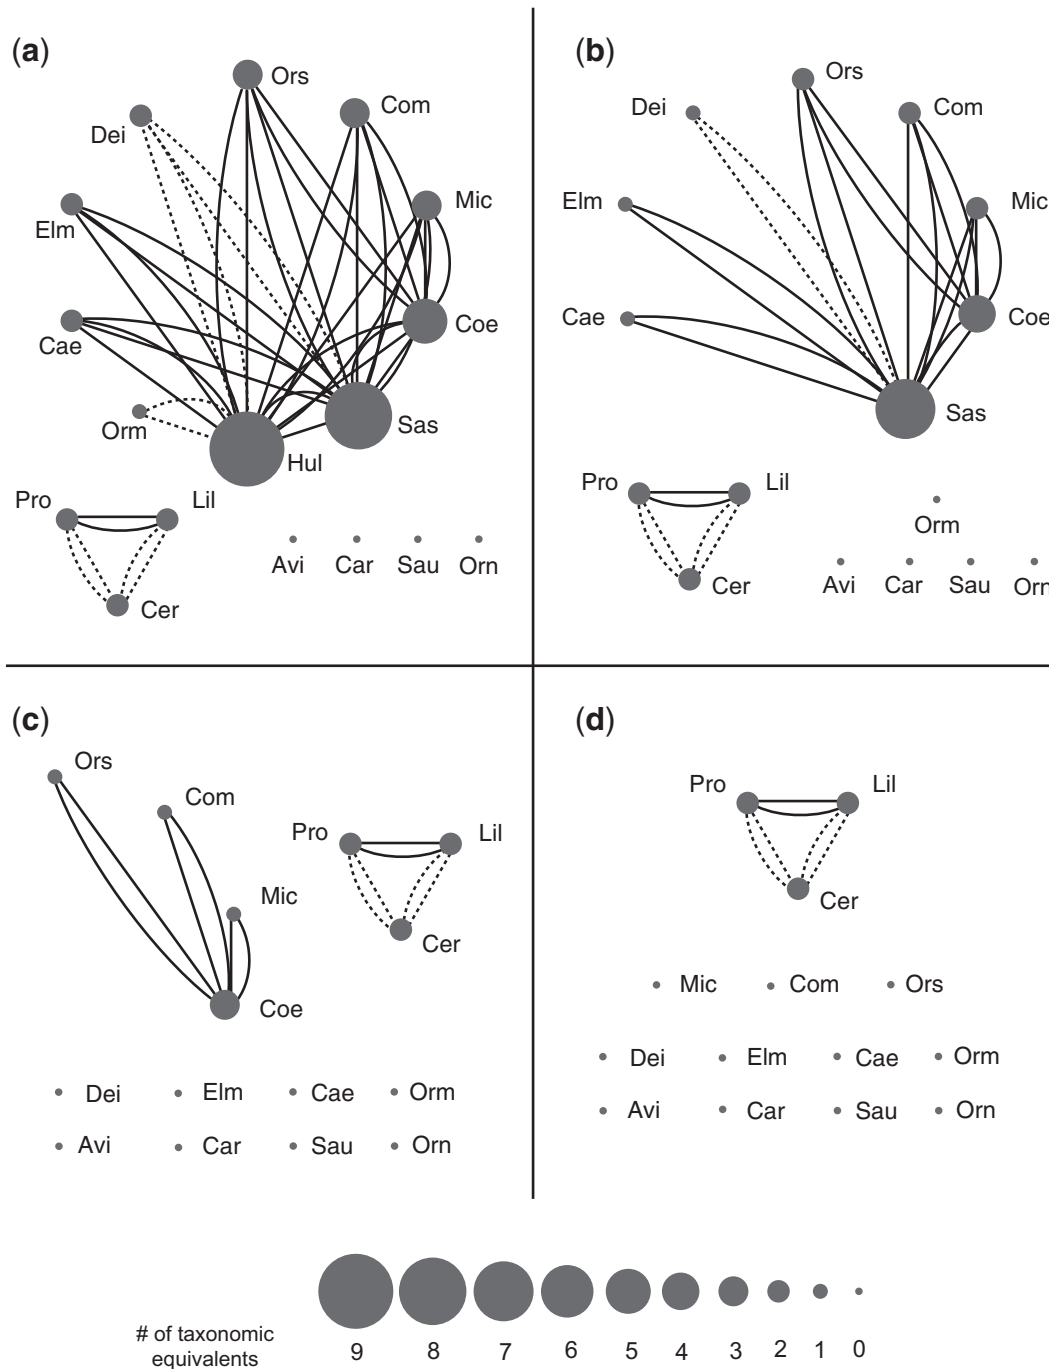 (a)
Ors
Com
Dei
Mic
Elm
Coe
Cae
Orm
Sas
Hul
Pro Lil
Avi Car Sau Orn
Cer
(b)
Ors
Com
Dei
Elm Mic
Cae Coe
Sas
Pro Lil
Orm
Cer
Avi Car Sau Orn
(c)
Ors
Com
Pro Lil
Mic
Cer
Coe
Dei Elm Cae Orm
Avi Car Sau Orn
(d)
Pro Lil
Cer
Mic Com Ors
Dei Elm Cae Orm
Avi Car Sau Orn
# of taxonomic
equivalents
9 8 7 6 5 4 3 2 1 0